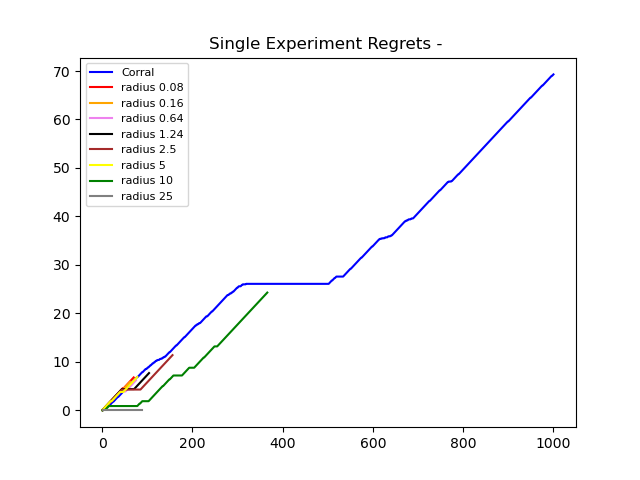 Single Experiment Regrets -
Corral
radius 0.08
radius 0.16
radius 0.64
radius 1.24
radius 2.5
radius 5
radius 10
radius 25
70
60
50
40
30
20
10
0
0 200 400 600 800 1000